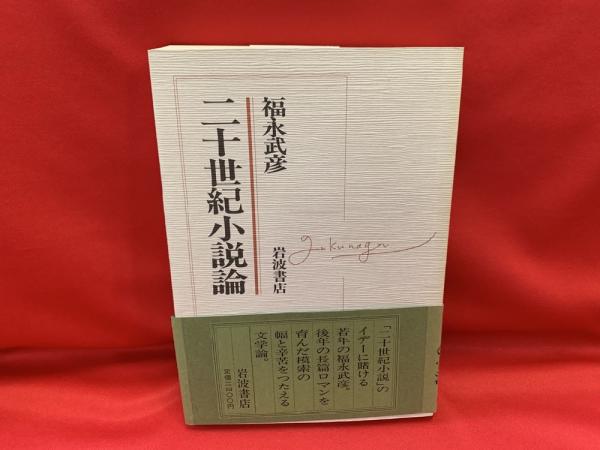 福永武彦
二十世紀小説論
岩波書店
fukunaga
「二十世紀小説」の
イデーに賭ける
若年の福永武彦。
後年の長篇ロマンを
育んだ模索の
幅と辛苦をつたえる
文学論。
岩波書店